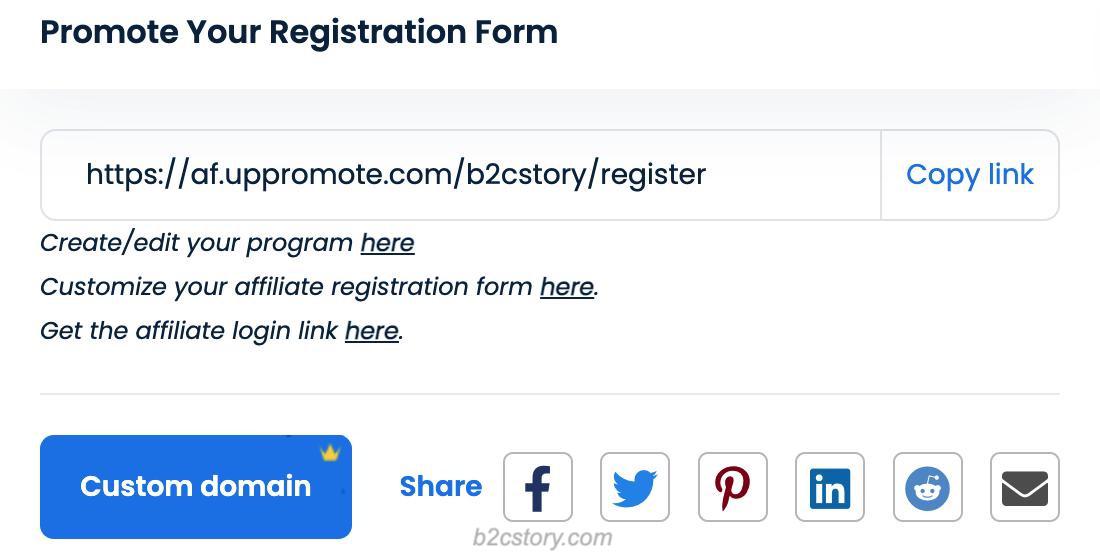 Promote Your Registration Form
https://af.uppromote.com/b2cstory/register
Copy link
Create/edit your program here
Customize your affiliate registration form here.
Get the affiliate login link here.
Custom domain
Share
b2cstory.com